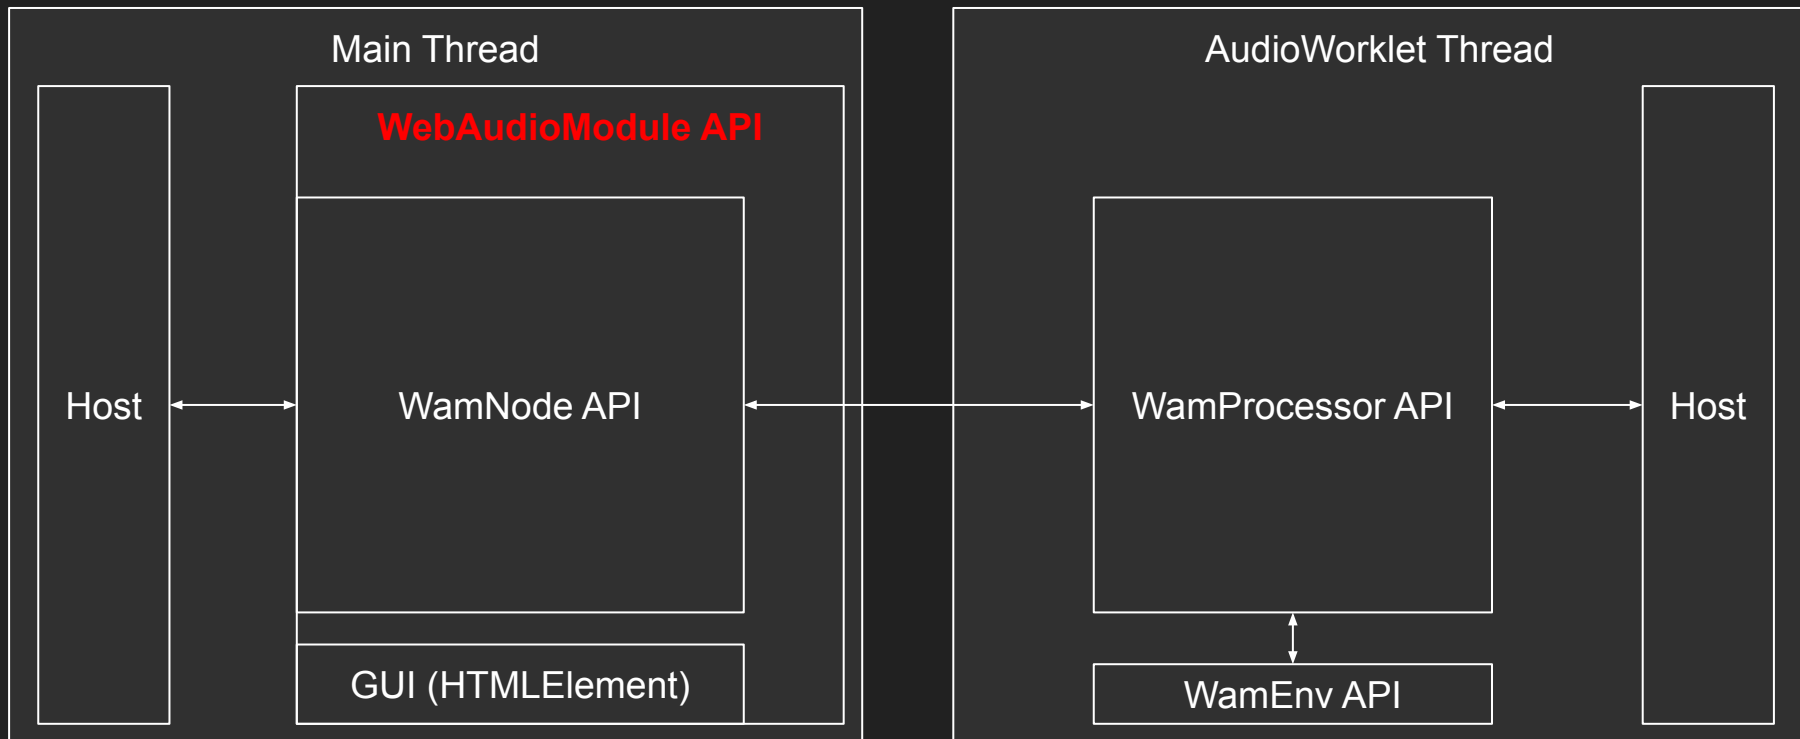 Main Thread
AudioWorklet Thread
WebAudioModule API
Host
WamNode API
WamProcessor API
Host
GUI (HTMLElement)
WamEnv API